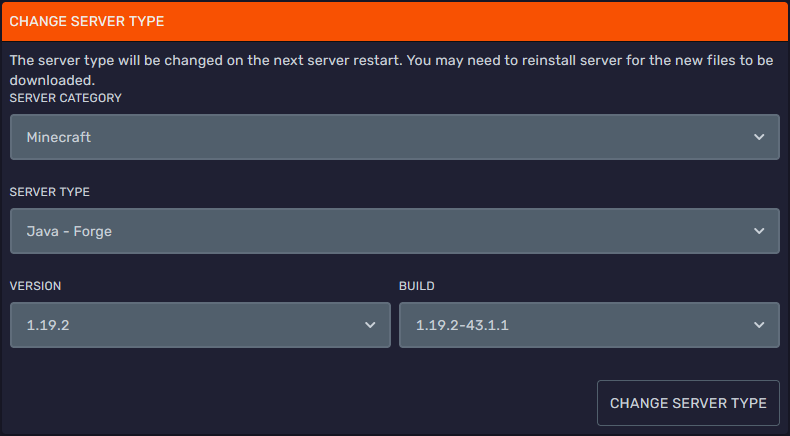 CHANGE SERVER TYPE
The server type will be changed on the next server restart. You may need to reinstall server for the new files to be
downloaded.
SERVER CATEGORY
Minecraft
SERVER TYPE
Java - Forge
VERSION
BUILD
1.19.2
1.19.2-43.1.1
CHANGE SERVER TYPE